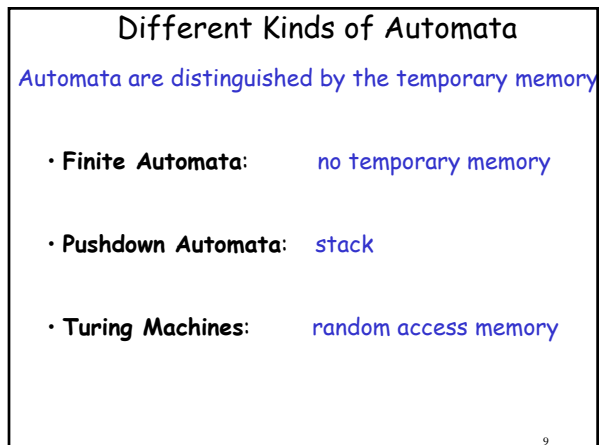 Different Kinds of Automata
Automata are distinguished by the temporary memory
• Finite Automata: no temporary memory
• Pushdown Automata: stack
• Turing Machines: random access memory
9